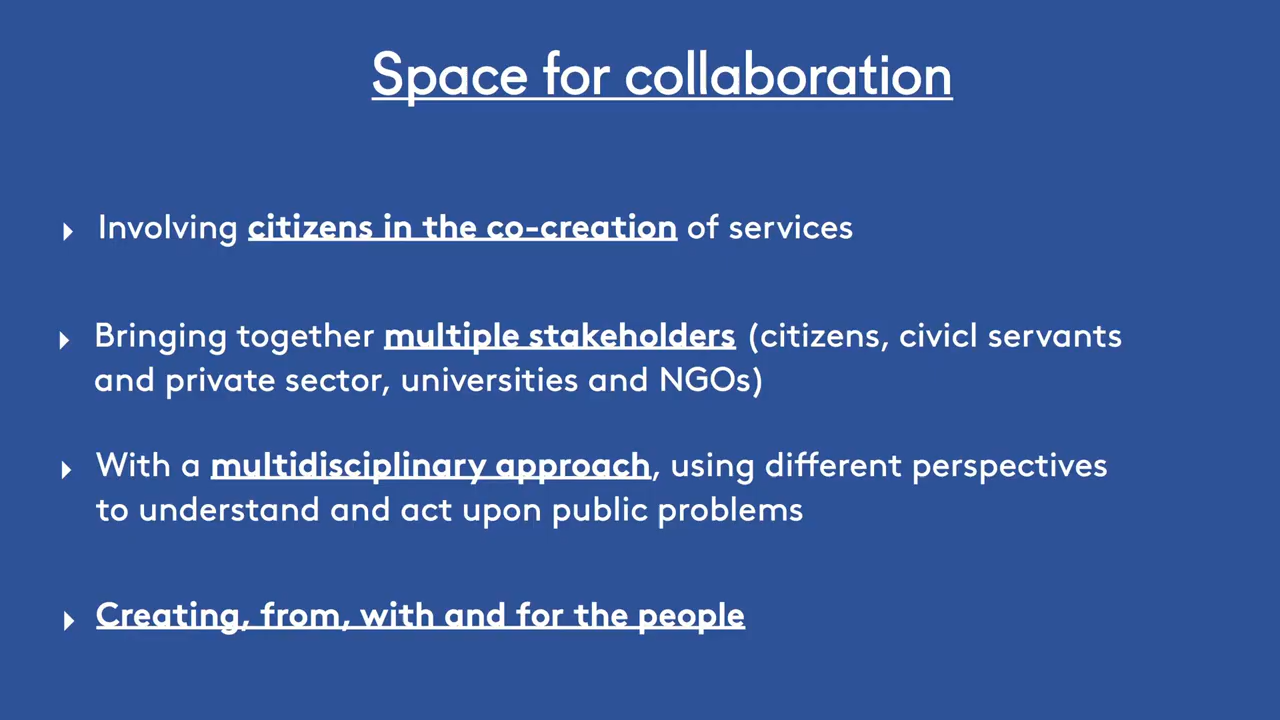 Space for collaboration
Involving citizens in the co-creation of services
Bringing together multiple stakeholders (citizens, civicl servants
and private sector, universities and NGOs)
With a multidisciplinary approach, using different perspectives
to understand and act upon public problems
Creating, from, with and for the people